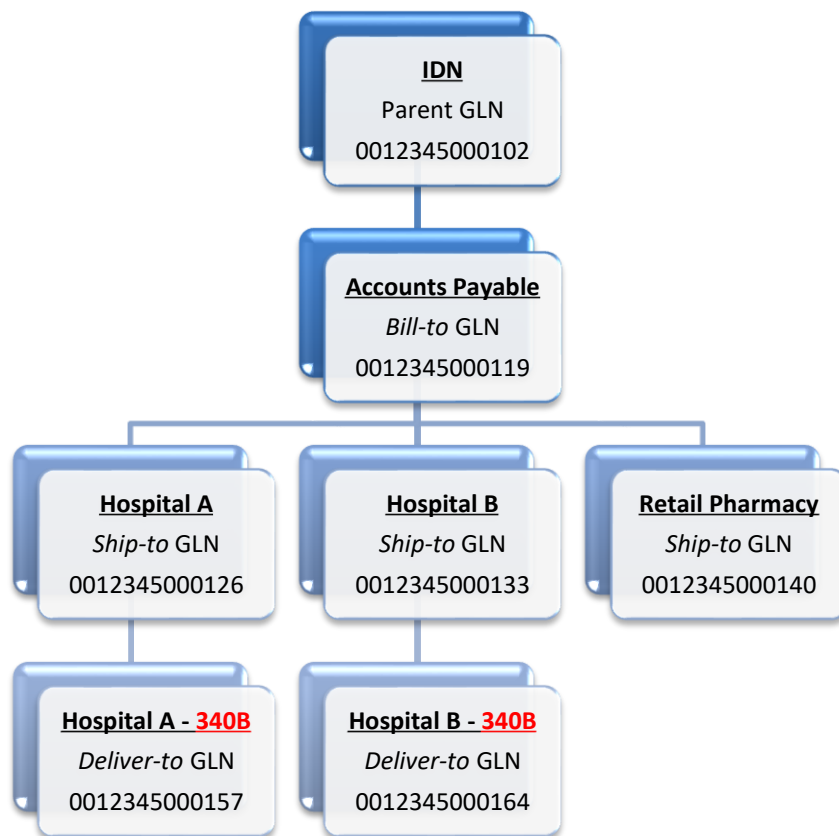 IDN
Parent GLN
0012345000102
Accounts Payable
Bill-to GLN
0012345000119
Hospital A
Ship-to GLN
0012345000126
Hospital B
Ship-to GLN
0012345000133
Retail Pharmacy
Ship-to GLN
0012345000140
Hospital A - 340B
Deliver-to GLN
0012345000157
Hospital B - 340B
Deliver-to GLN
0012345000164